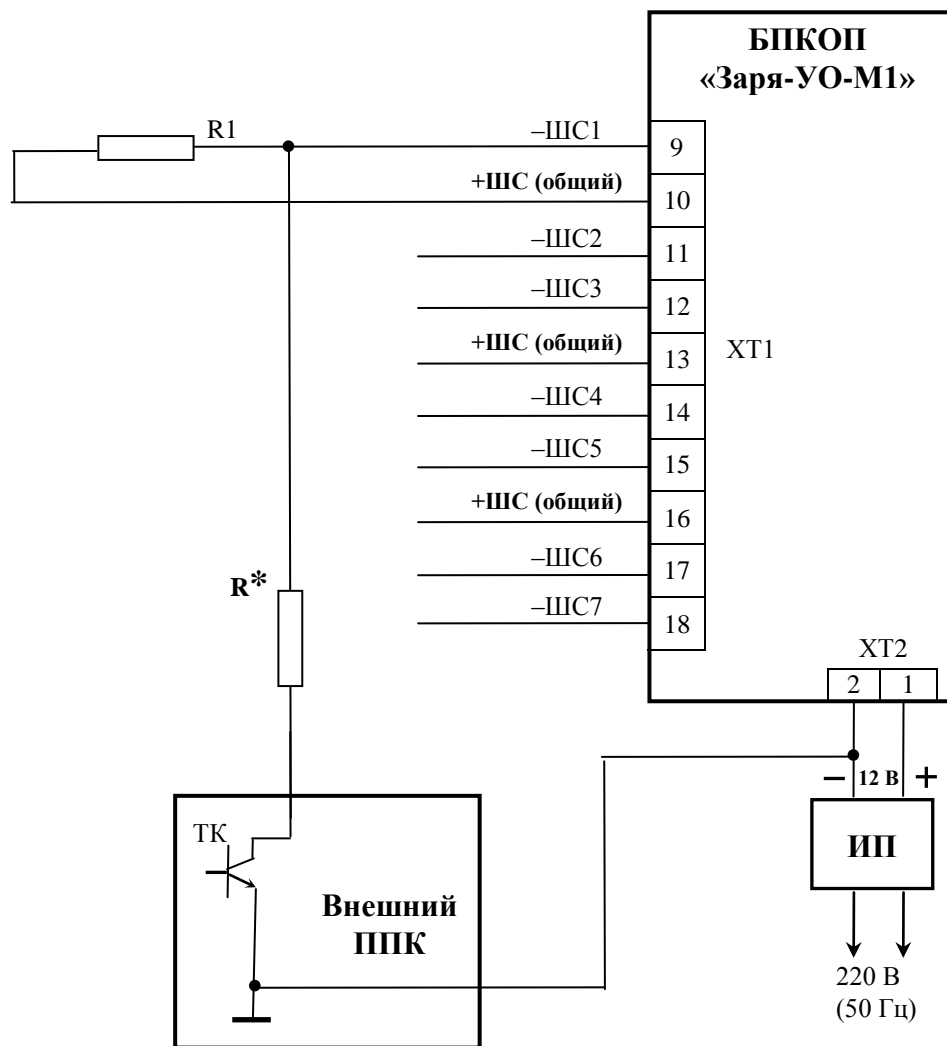 БПКОП
«Заря-УО-М1»
R1
–ШС1
9
+ШС (общий)
10
–ШС2
11
–ШС3
12
+ШС (общий)
13
XT1
–ШС4
14
–ШС5
15
+ШС (общий)
16
–ШС6
17
R*
–ШС7
18
XT2
2 1
– 12 В +
ИП
ТК
Внешний
ППК
220 В
(50 Гц)